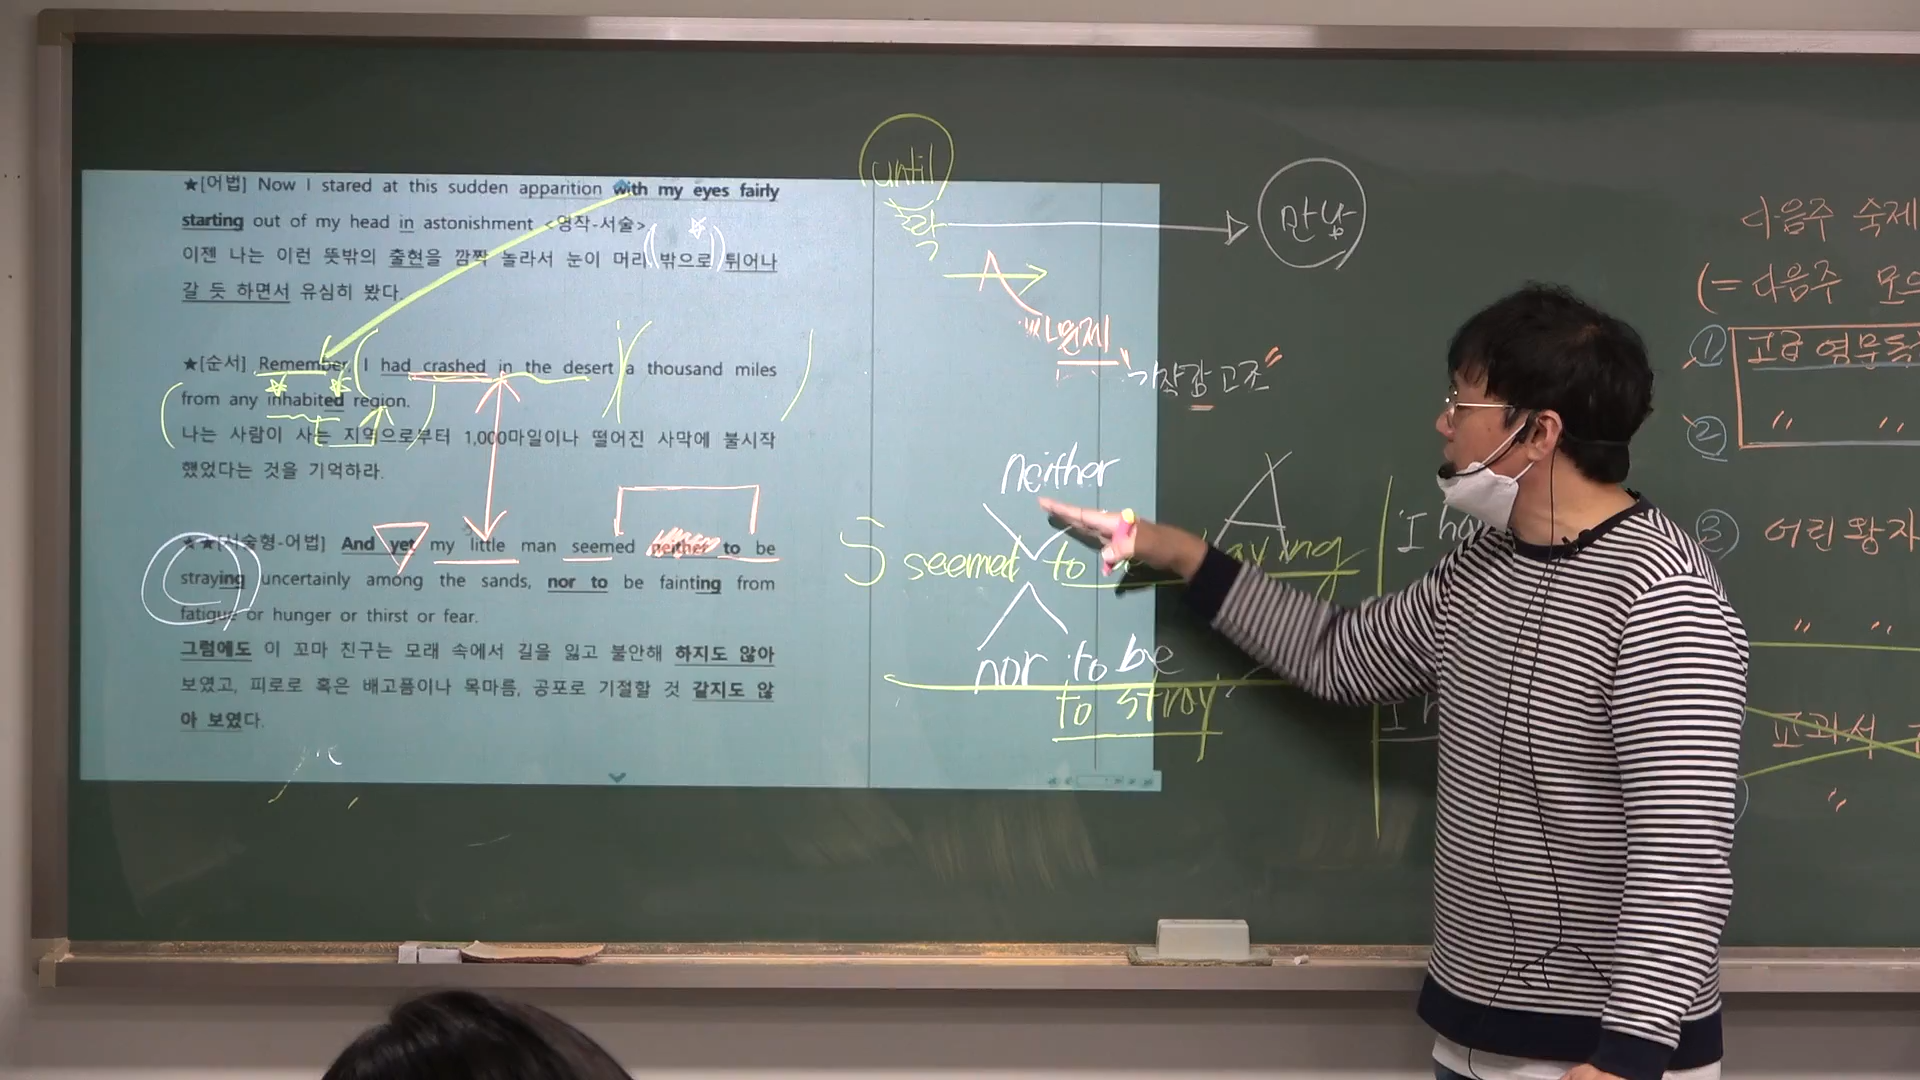 ★[어법] Now I stared at this sudden apparition with my eyes fairly
starting out of my head in astonishment <영작-서술>
이젠 나는 이런 뜻밖의 출현을 깜짝 놀라서 눈이 머리 밖으로 튀어나
갈 듯 하면서 유심히 봤다.
★[순서] Remember, I had crashed in the desert a thousand miles
from any inhabited region.
나는 사람이 사는 지역으로부터 1,000마일이나 떨어진 사막에 불시착
했었다는 것을 기억하라.
★★[서술형-어법] And yet my little man seemed neither to be
straying uncertainly among the sands, nor to be fainting from
fatigue or hunger or thirst or fear.
그럼에도 이 꼬마 친구는 모래 속에서 길을 잃고 불안해 하지도 않아
보였고, 피로로 혹은 배고픔이나 목마름, 공포로 기절할 것 같지도 않
아 보였다.
until
만남
neither
A
S seemed to
aying
nor to be
to stray
I ha
다음주 숙제
(= 다음주 모의
①
②
〃 〃
③ 어린왕자
〃 〃
교과서
〃